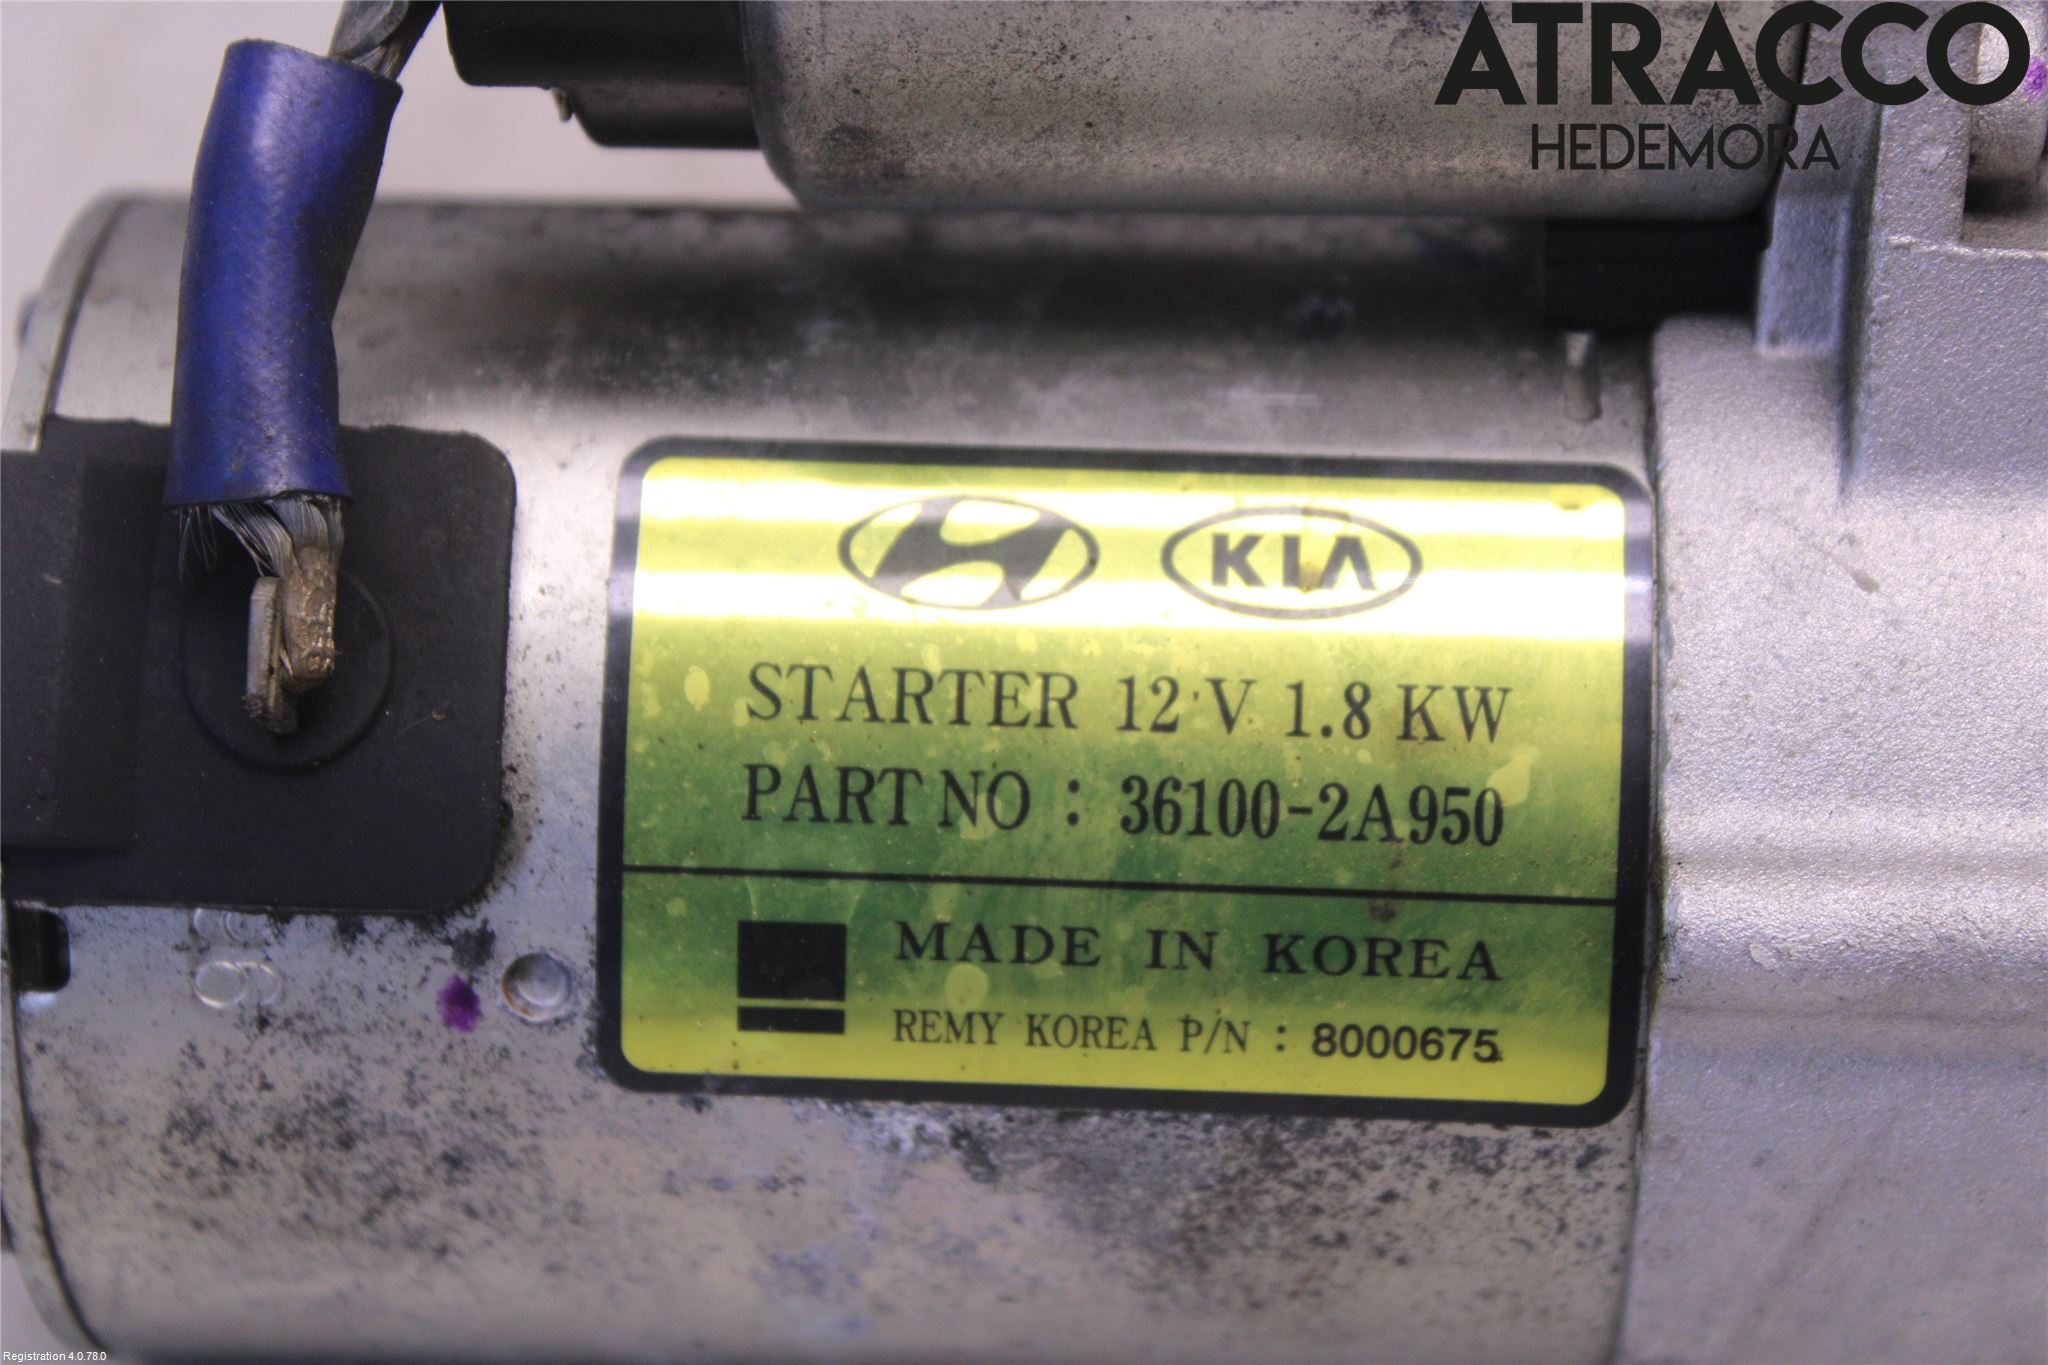 ATRACCO
HEDEMORA
KIA
STARTER 12 V 1.8 KW
PART NO : 36100-2A950
MADE IN KOREA
REMY KOREA P/N : 8000675
Registration 4.0.78.0